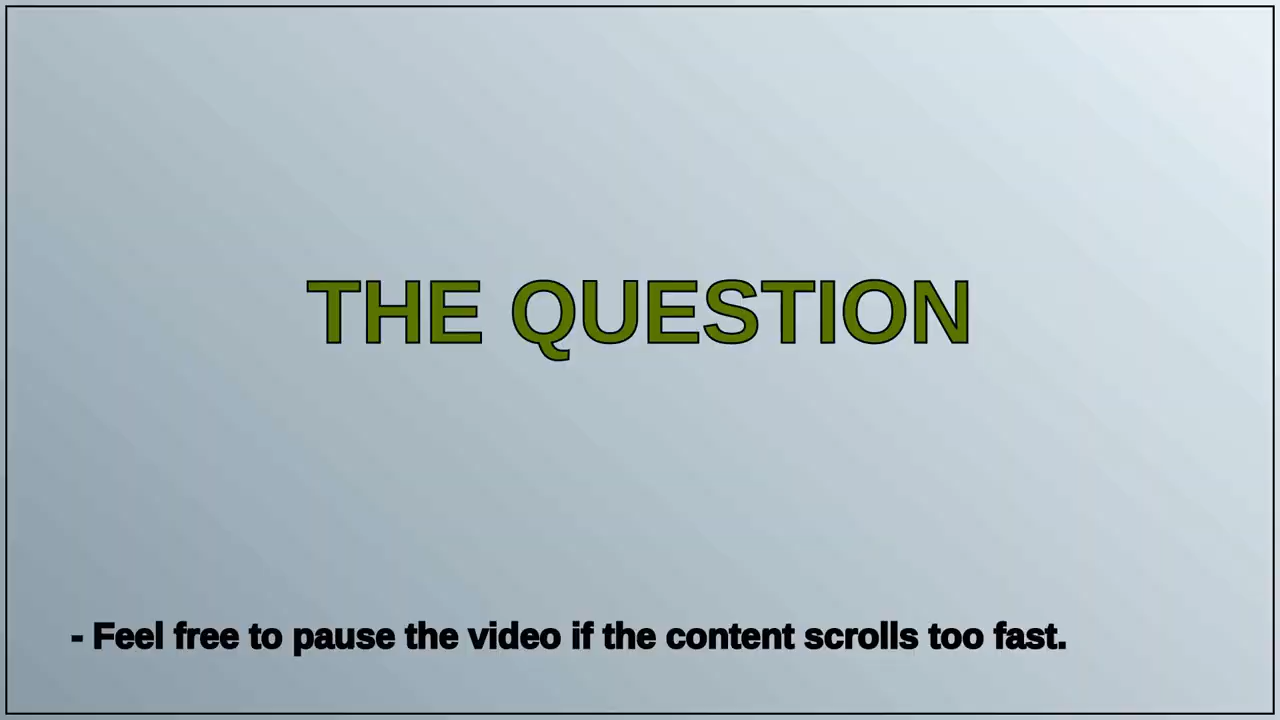 THE QUESTION
- Feel free to pause the video if the content scrolls too fast.